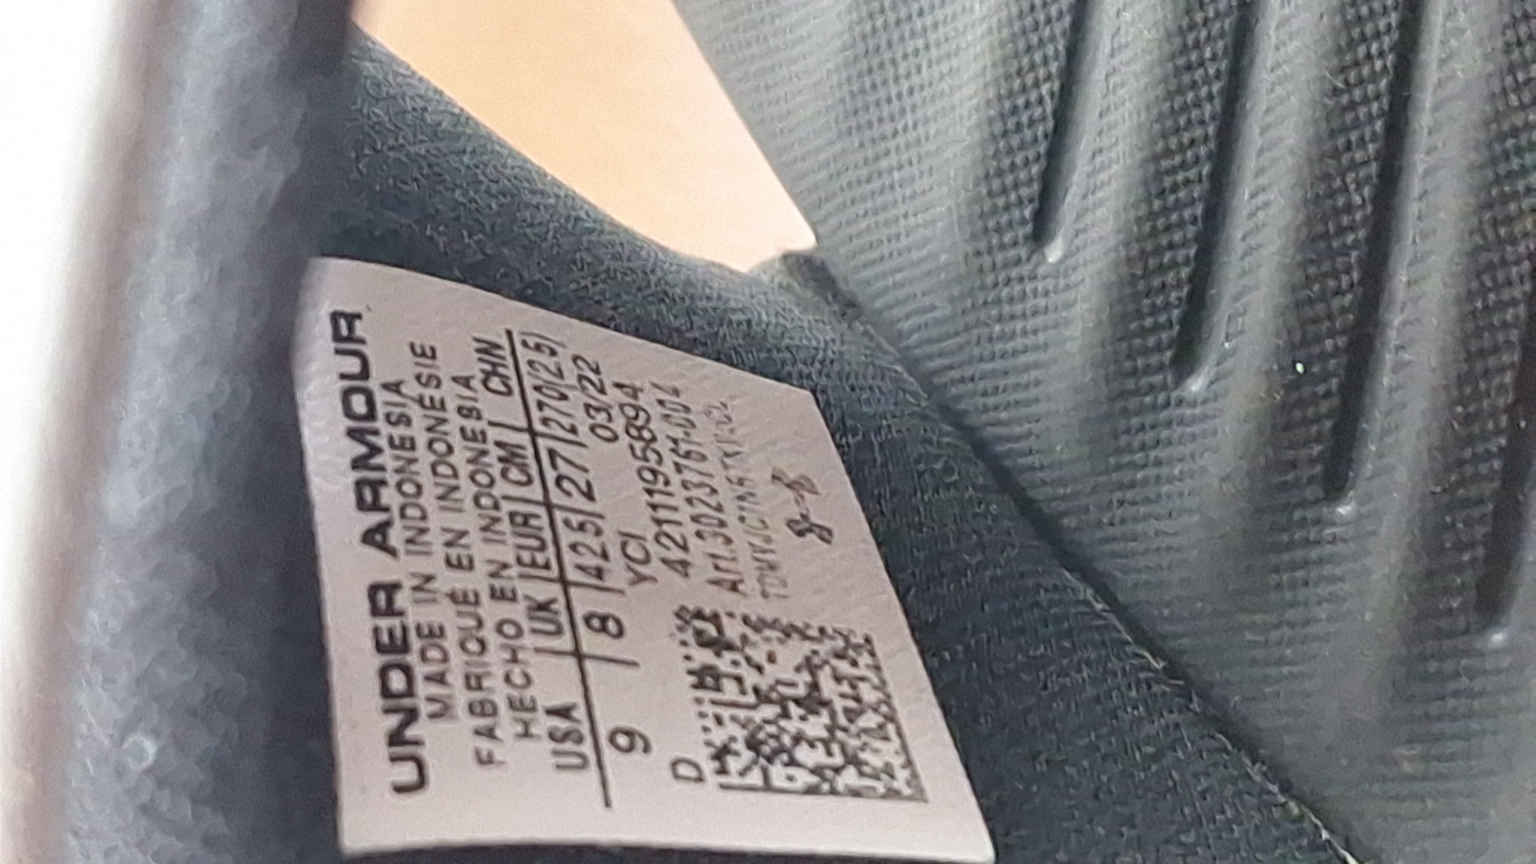 UNDER ARMOUR
MADE IN INDONESIA
FABRIQUÉ EN INDONÉSIE
HECHO EN INDONESIA
USA | UK | EUR | CM | CHN
9 | 8 | 42.5 | 27 | 270(2.5)
03/22
D YCI
4211195894
Art.3023761-004